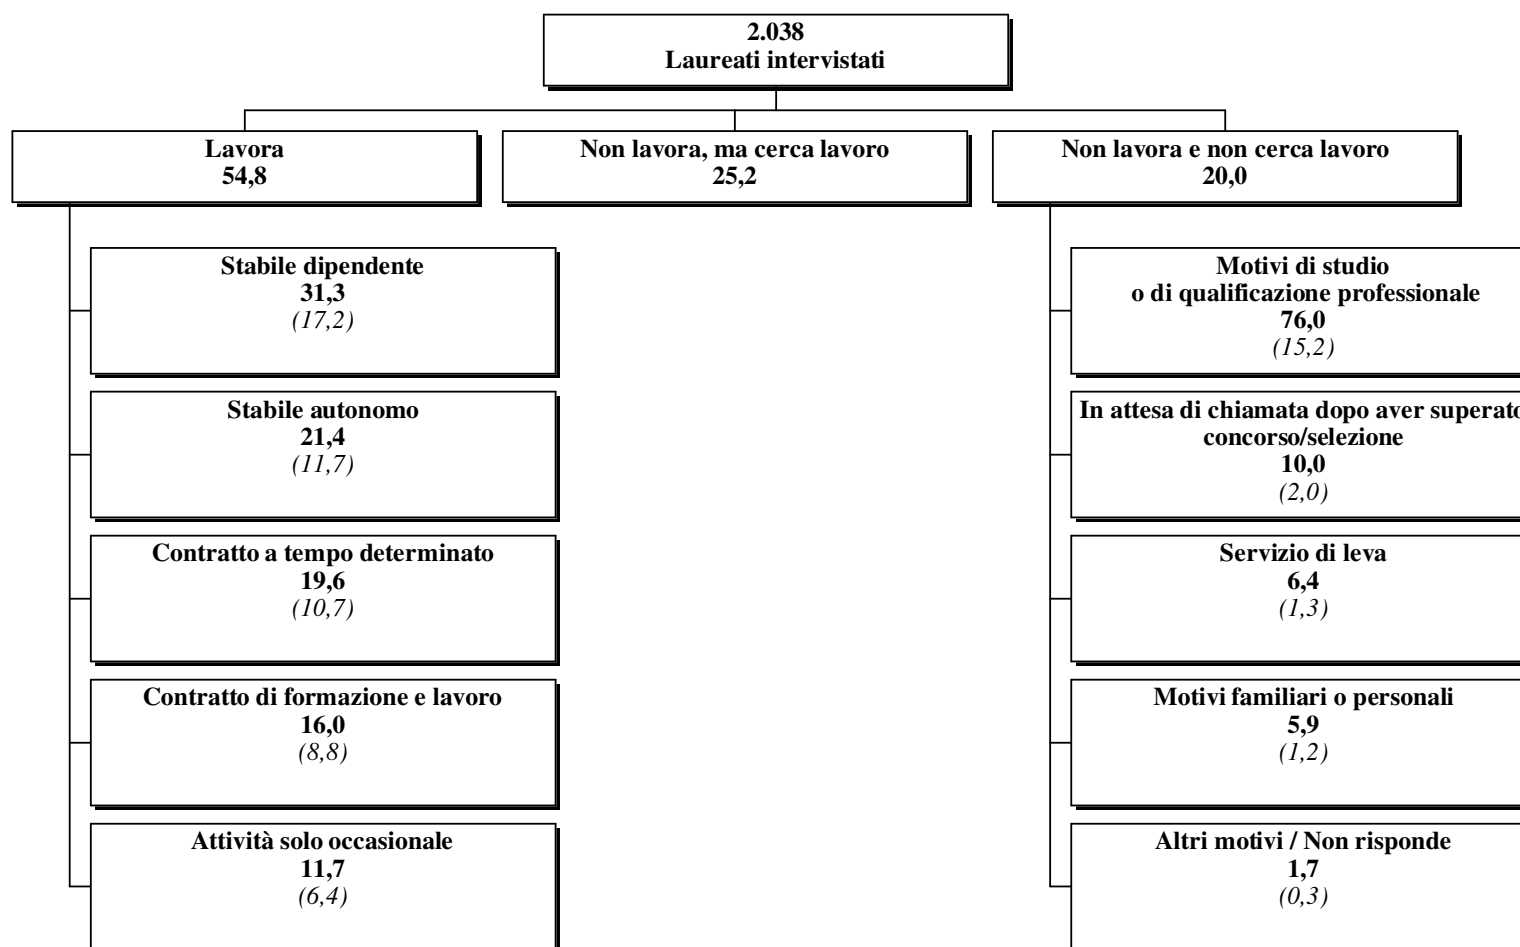 2.038
Laureati intervistati
Lavora
54,8
Non lavora, ma cerca lavoro
25,2
Non lavora e non cerca lavoro
20,0
Stabile dipendente
31,3
(17,2)
Stabile autonomo
21,4
(11,7)
Contratto a tempo determinato
19,6
(10,7)
Contratto di formazione e lavoro
16,0
(8,8)
Attività solo occasionale
11,7
(6,4)
Motivi di studio
o di qualificazione professionale
76,0
(15,2)
In attesa di chiamata dopo aver superato
concorso/selezione
10,0
(2,0)
Servizio di leva
6,4
(1,3)
Motivi familiari o personali
5,9
(1,2)
Altri motivi / Non risponde
1,7
(0,3)